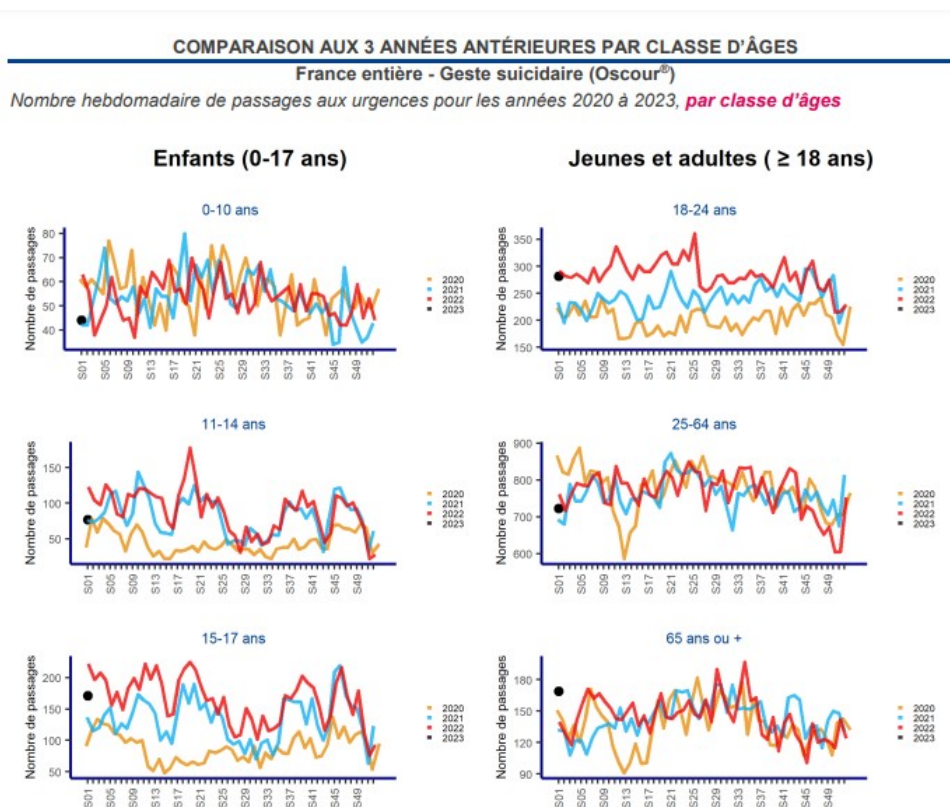 COMPARAISON AUX 3 ANNÉES ANTÉRIEURES PAR CLASSE D'ÂGES
France entière - Geste suicidaire (Oscour®)
Nombre hebdomadaire de passages aux urgences pour les années 2020 à 2023, par classe d'âges
Enfants (0-17 ans)
Jeunes et adultes ( ≥ 18 ans)
0-10 ans
Nombre de passages
80
70
60
50
40
S01 S05 S09 S13 S17 S21 S25 S29 S33 S37 S41 S45 S49
2020
2021
2022
2023
18-24 ans
Nombre de passages
350
300
250
200
150
S01 S05 S09 S13 S17 S21 S25 S29 S33 S37 S41 S45 S49
2020
2021
2022
2023
11-14 ans
Nombre de passages
150
100
50
S01 S05 S09 S13 S17 S21 S25 S29 S33 S37 S41 S45 S49
2020
2021
2022
2023
25-64 ans
Nombre de passages
900
800
700
600
S01 S05 S09 S13 S17 S21 S25 S29 S33 S37 S41 S45 S49
2020
2021
2022
2023
15-17 ans
Nombre de passages
200
150
100
50
S01 S05 S09 S13 S17 S21 S25 S29 S33 S37 S41 S45 S49
2020
2021
2022
2023
65 ans ou +
Nombre de passages
180
150
120
90
S01 S05 S09 S13 S17 S21 S25 S29 S33 S37 S41 S45 S49
2020
2021
2022
2023